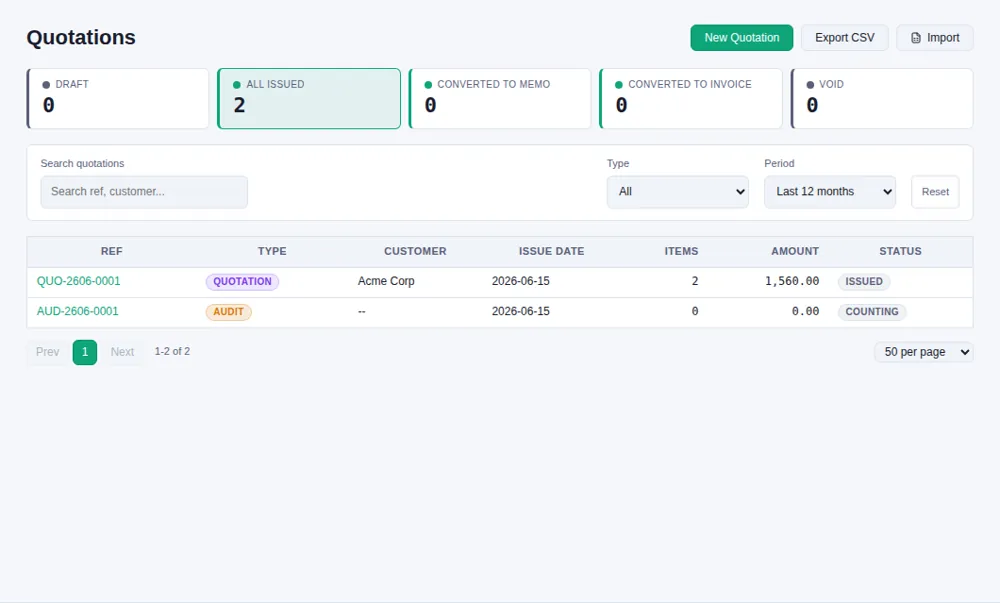 Quotations
New Quotation Export CSV Import
DRAFT
0
ALL ISSUED
2
CONVERTED TO MEMO
0
CONVERTED TO INVOICE
0
VOID
0
Search quotations Type Period
Search ref, customer... All Last 12 months Reset
REF TYPE CUSTOMER ISSUE DATE ITEMS AMOUNT STATUS
QUO-2606-0001 QUOTATION Acme Corp 2026-06-15 2 1,560.00 ISSUED
AUD-2606-0001 AUDIT -- 2026-06-15 0 0.00 COUNTING
Prev 1 Next 1-2 of 2 50 per page